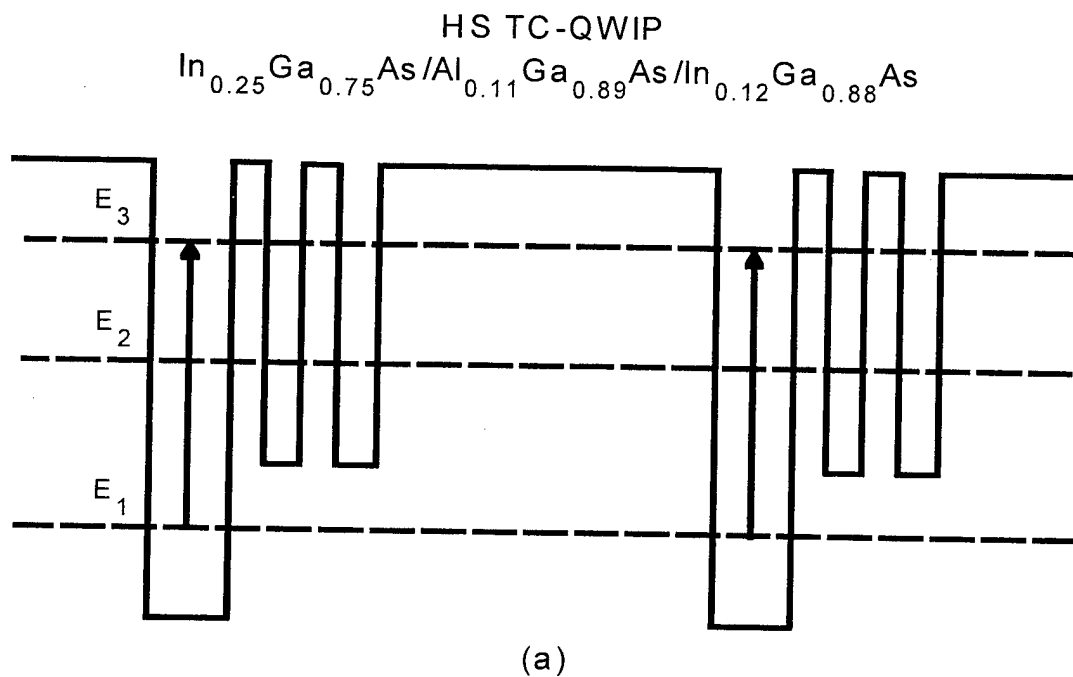 HS TC-QWIP
In0.25Ga0.75As/Al0.11Ga0.89As/In0.12Ga0.88As
E3
E2
E1
(a)